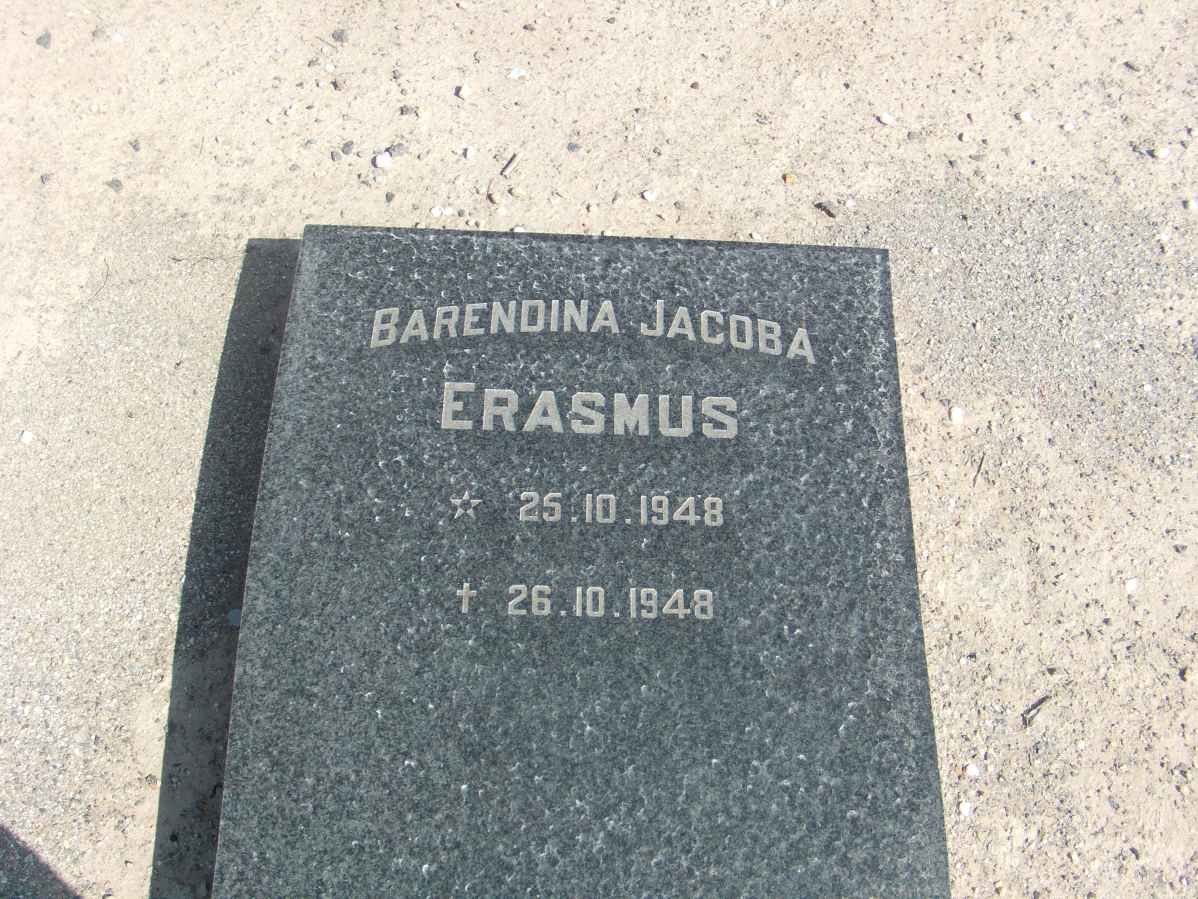 BARENDINA JACOBA
ERASMUS
☆ 25.10.1948
† 26.10.1948